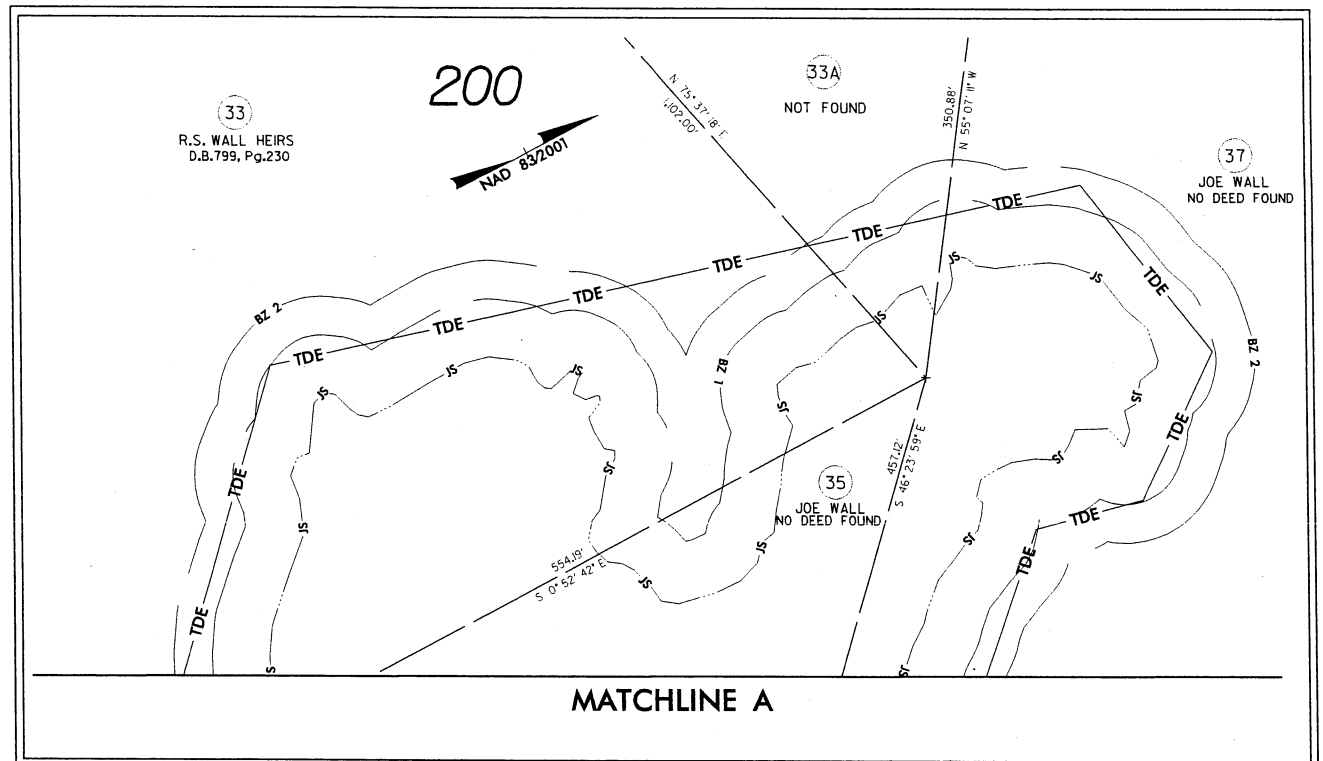 200
33
R.S. WALL HEIRS
D.B.799, Pg.230
NAD 83/2001
N 75° 37' 18" E
1,102.00'
33A
NOT FOUND
350.88'
N 55° 07' 11" W
37
JOE WALL
NO DEED FOUND
BZ 2
TDE
TDE
TDE
TDE
TDE
TDE
TDE
TDE
TDE
TDE
TDE
TDE
BZ 1
BZ 2
JS
JS
JS
JS
JS
JS
JS
JS
JS
JS
JS
JS
JS
JS
S
JS
457.12'
S 46° 23' 59" E
35
JOE WALL
NO DEED FOUND
554.19'
S 0° 52' 42" E
MATCHLINE A